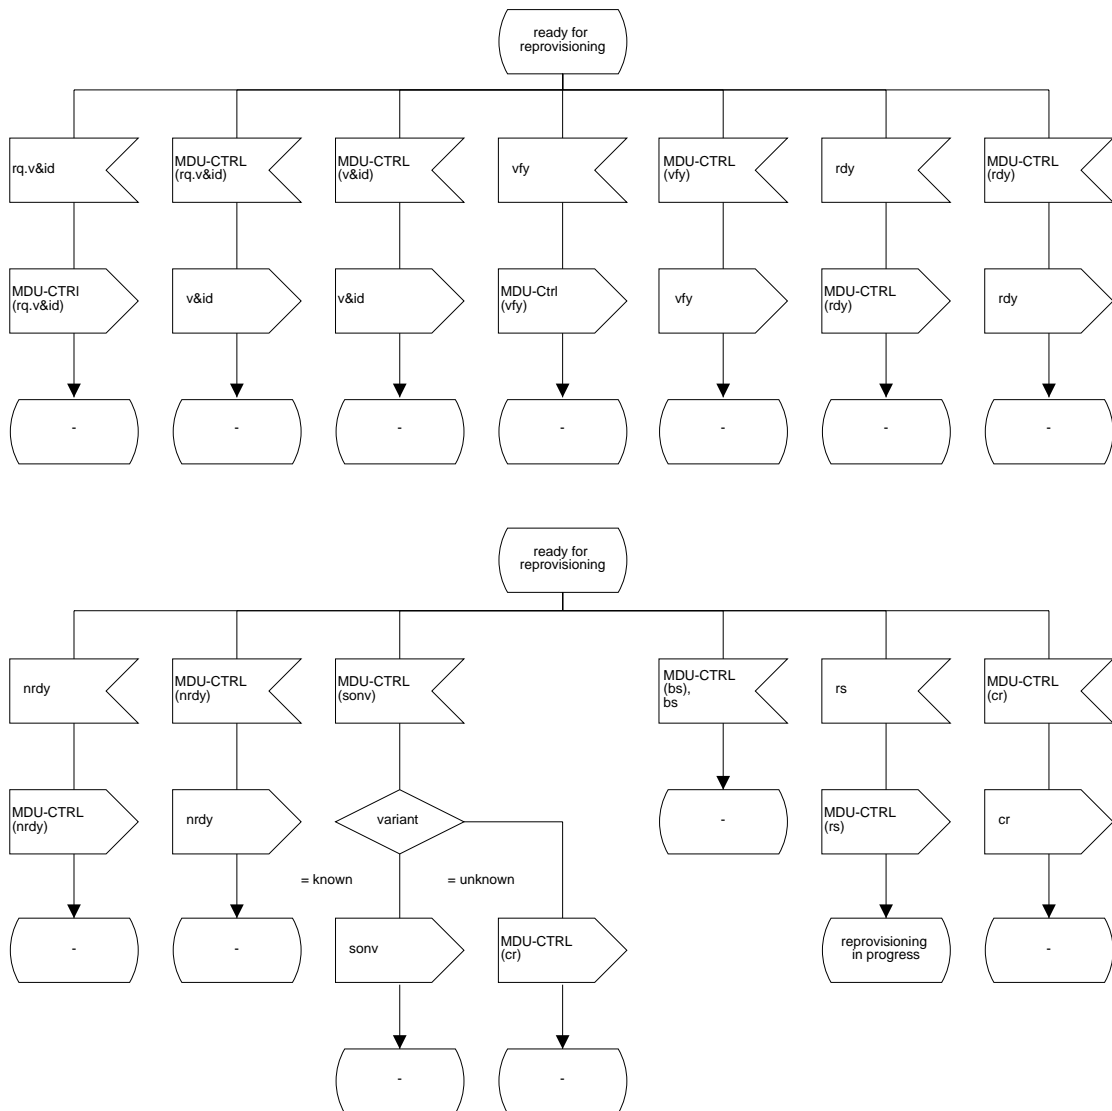 ready for
reprovisioning
rq.v&id
MDU-CTRL
(rq.v&id)
MDU-CTRL
(v&id)
vfy
MDU-CTRL
(vfy)
rdy
MDU-CTRL
(rdy)
MDU-CTRI
(rq.v&id)
v&id
v&id
MDU-Ctrl
(vfy)
vfy
MDU-CTRL
(rdy)
rdy
-
-
-
-
-
-
-
ready for
reprovisioning
nrdy
MDU-CTRL
(nrdy)
MDU-CTRL
(sonv)
MDU-CTRL
(bs),
bs
rs
MDU-CTRL
(cr)
MDU-CTRL
(nrdy)
nrdy
variant
-
MDU-CTRL
(rs)
cr
= known
= unknown
-
-
sonv
MDU-CTRL
(cr)
reprovisioning
in progress
-
-
-